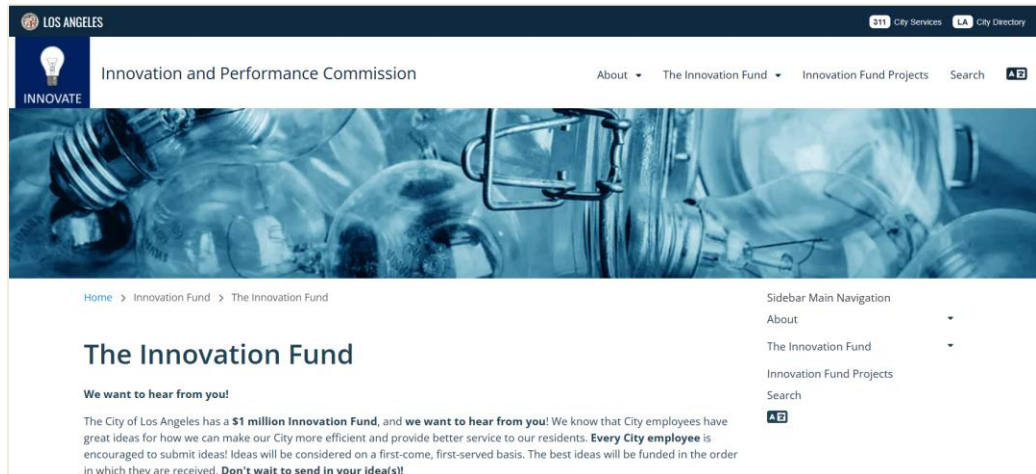 LOS ANGELES
311 City Services LA City Directory
INNOVATE
Innovation and Performance Commission
About The Innovation Fund Innovation Fund Projects Search
Home > Innovation Fund > The Innovation Fund
The Innovation Fund
We want to hear from you!
The City of Los Angeles has a $1 million Innovation Fund, and we want to hear from you! We know that City employees have
great ideas for how we can make our City more efficient and provide better service to our residents. Every City employee is
encouraged to submit ideas! Ideas will be considered on a first-come, first-served basis. The best ideas will be funded in the order
in which they are received. Don't wait to send in your idea(s)!
Sidebar Main Navigation
About
The Innovation Fund
Innovation Fund Projects
Search